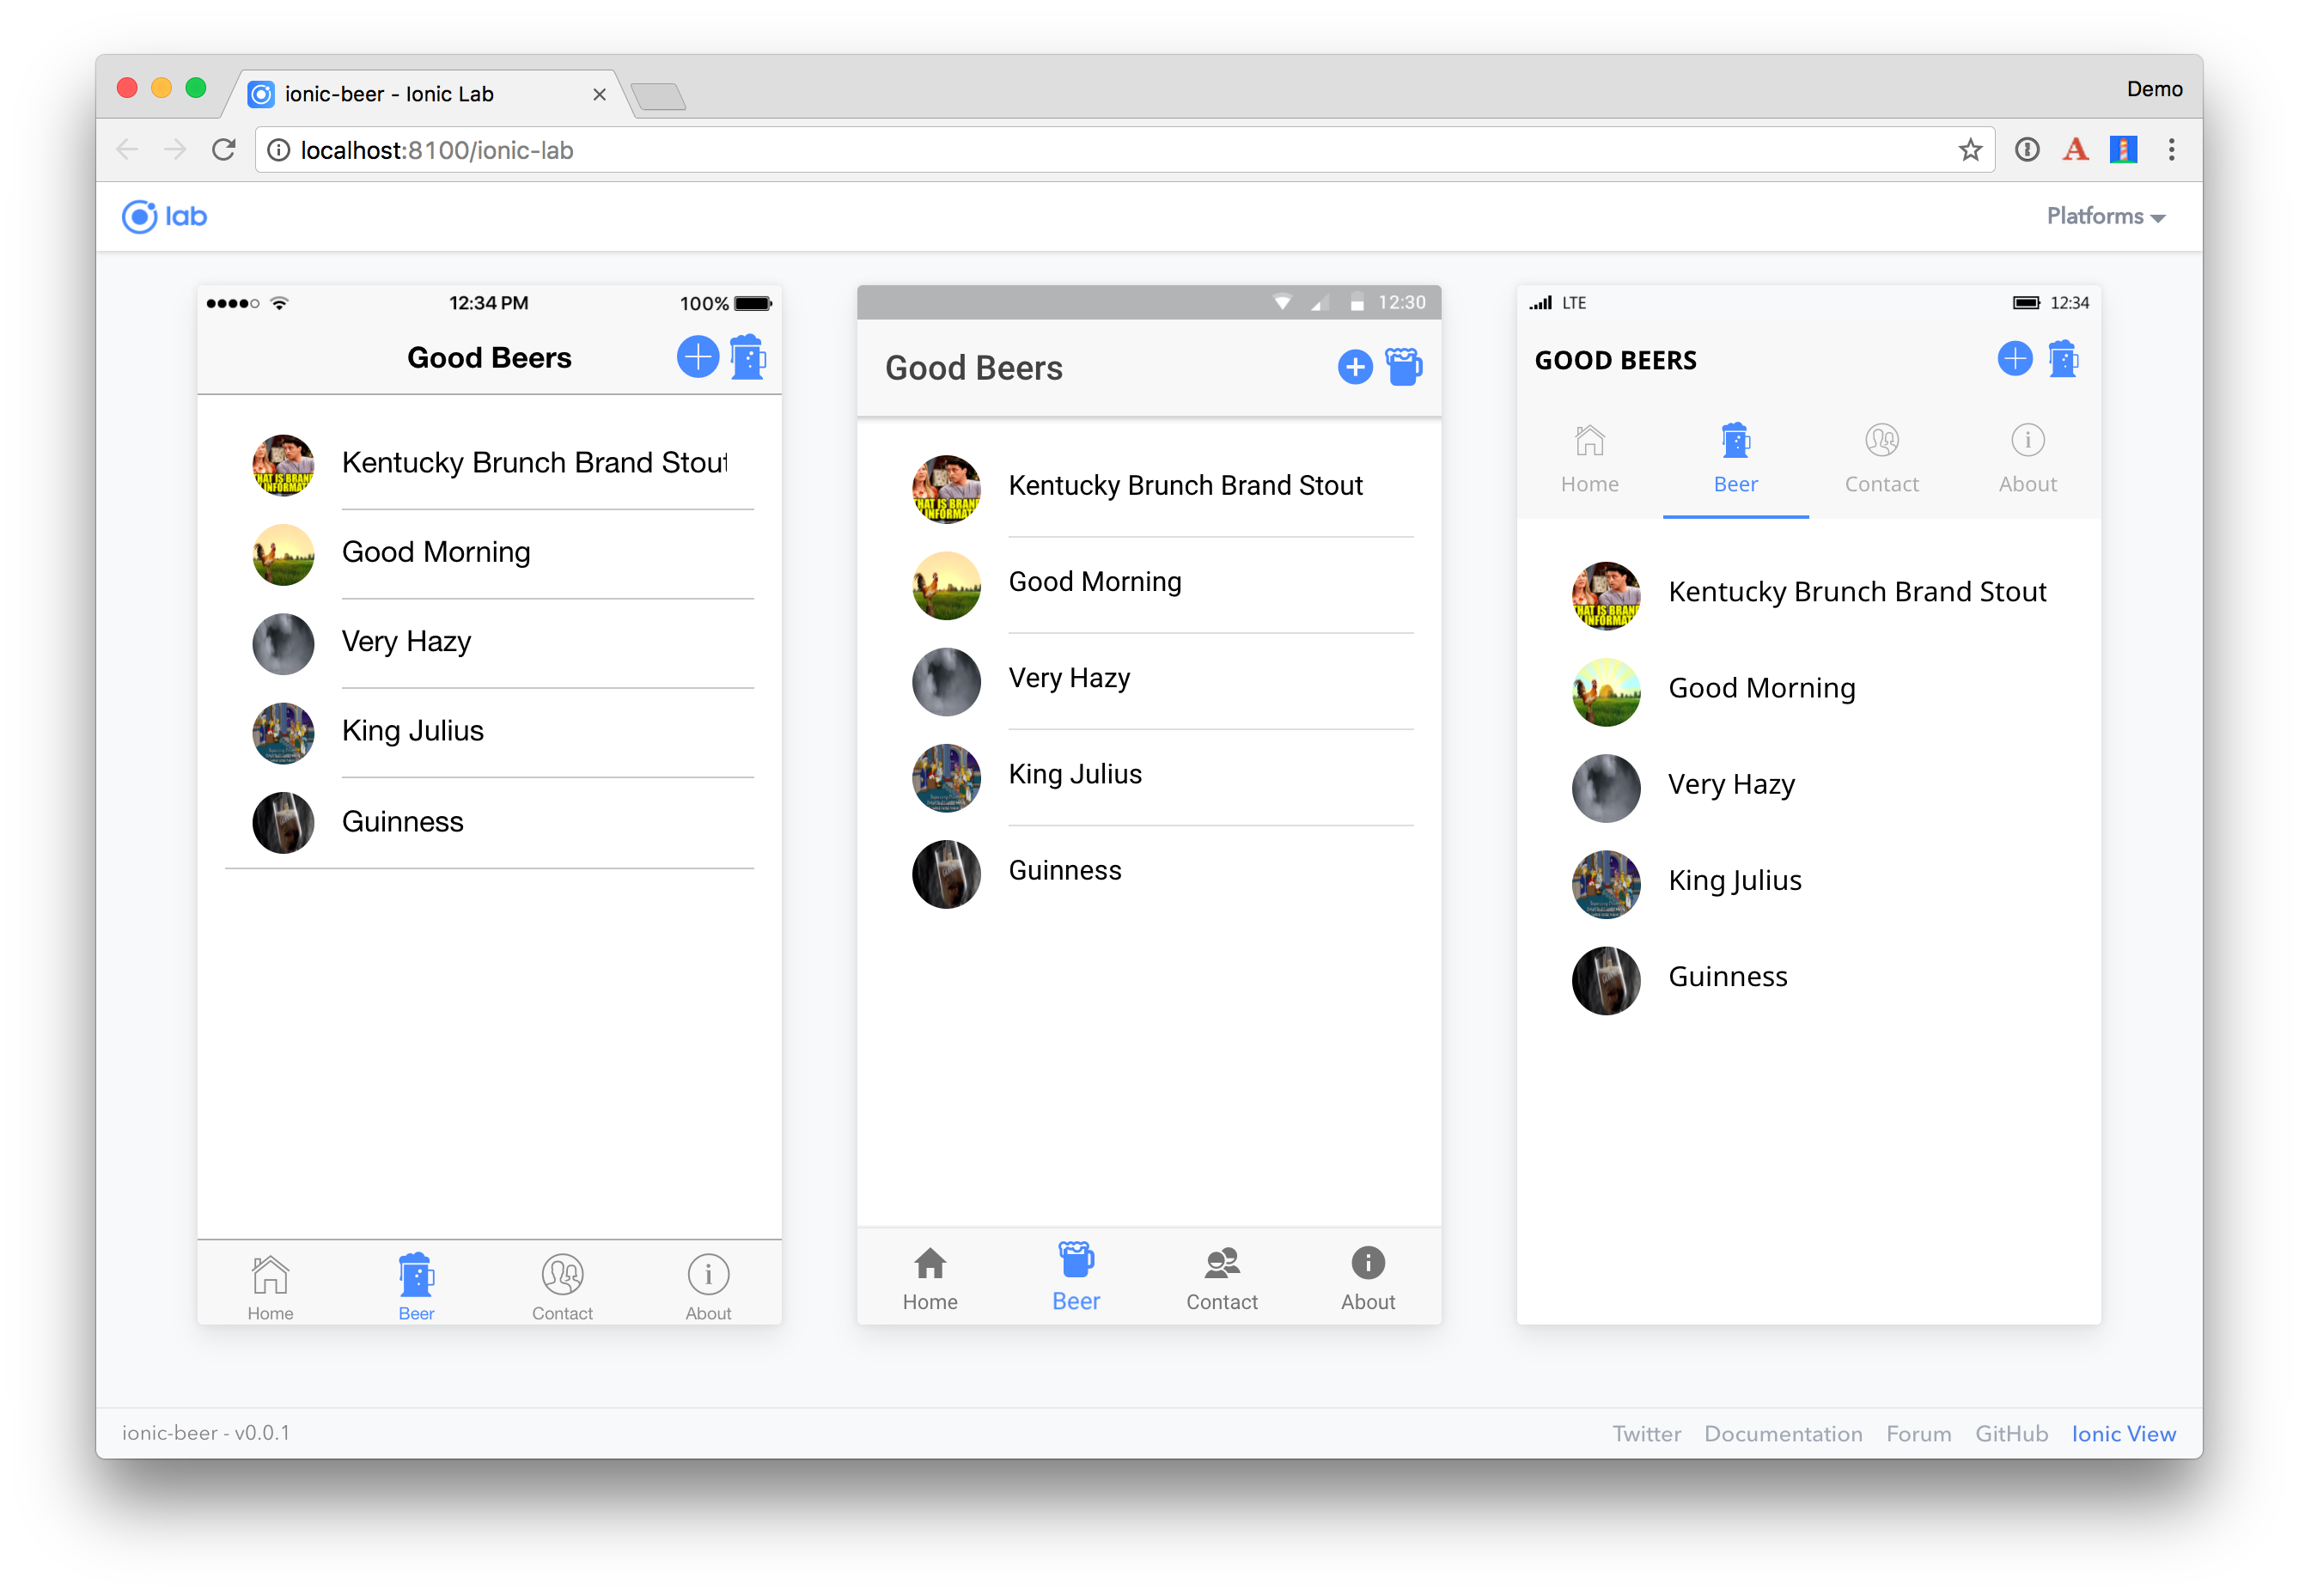 ionic-beer - Ionic Lab
Demo
localhost:8100/ionic-lab
lab
Platforms
12:34 PM
100%
Good Beers
Kentucky Brunch Brand Stout
Good Morning
Very Hazy
King Julius
Guinness
Home
Beer
Contact
About
12:30
Good Beers
Kentucky Brunch Brand Stout
Good Morning
Very Hazy
King Julius
Guinness
Home
Beer
Contact
About
LTE
12:34
GOOD BEERS
Home
Beer
Contact
About
Kentucky Brunch Brand Stout
Good Morning
Very Hazy
King Julius
Guinness
ionic-beer - v0.0.1
Twitter
Documentation
Forum
GitHub
Ionic View